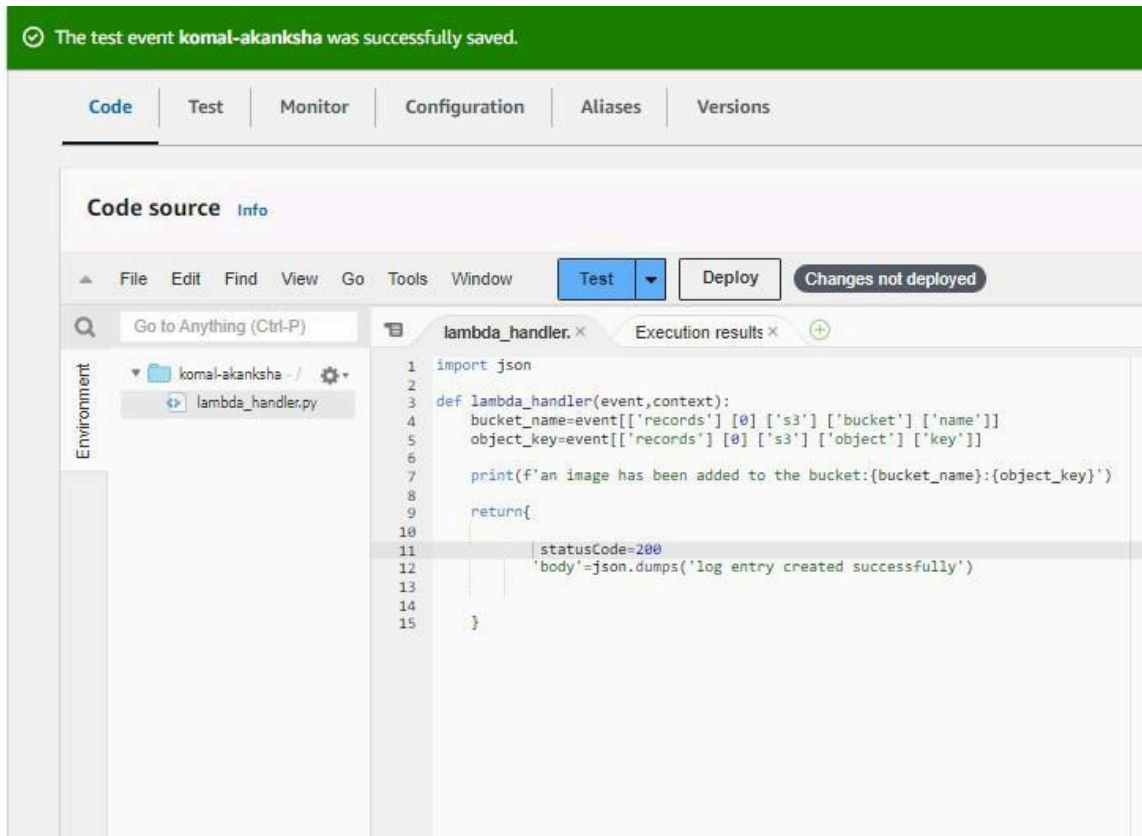 The test event komal-akanksha was successfully saved.
Code Test Monitor Configuration Aliases Versions
Code source Info
File Edit Find View Go Tools Window Test Deploy Changes not deployed
Go to Anything (Ctrl-P) lambda_handler. × Execution results ×
Environment
komal-akanksha - /
lambda_handler.py
1 import json
2
3 def lambda_handler(event,context):
4 bucket_name=event[['records'] [0] ['s3'] ['bucket'] ['name']]
5 object_key=event[['records'] [0] ['s3'] ['object'] ['key']]
6
7 print(f'an image has been added to the bucket:{bucket_name}:{object_key}')
8
9 return{
10
11 statusCode=200
12 'body'=json.dumps('log entry created successfully')
13
14
15 }